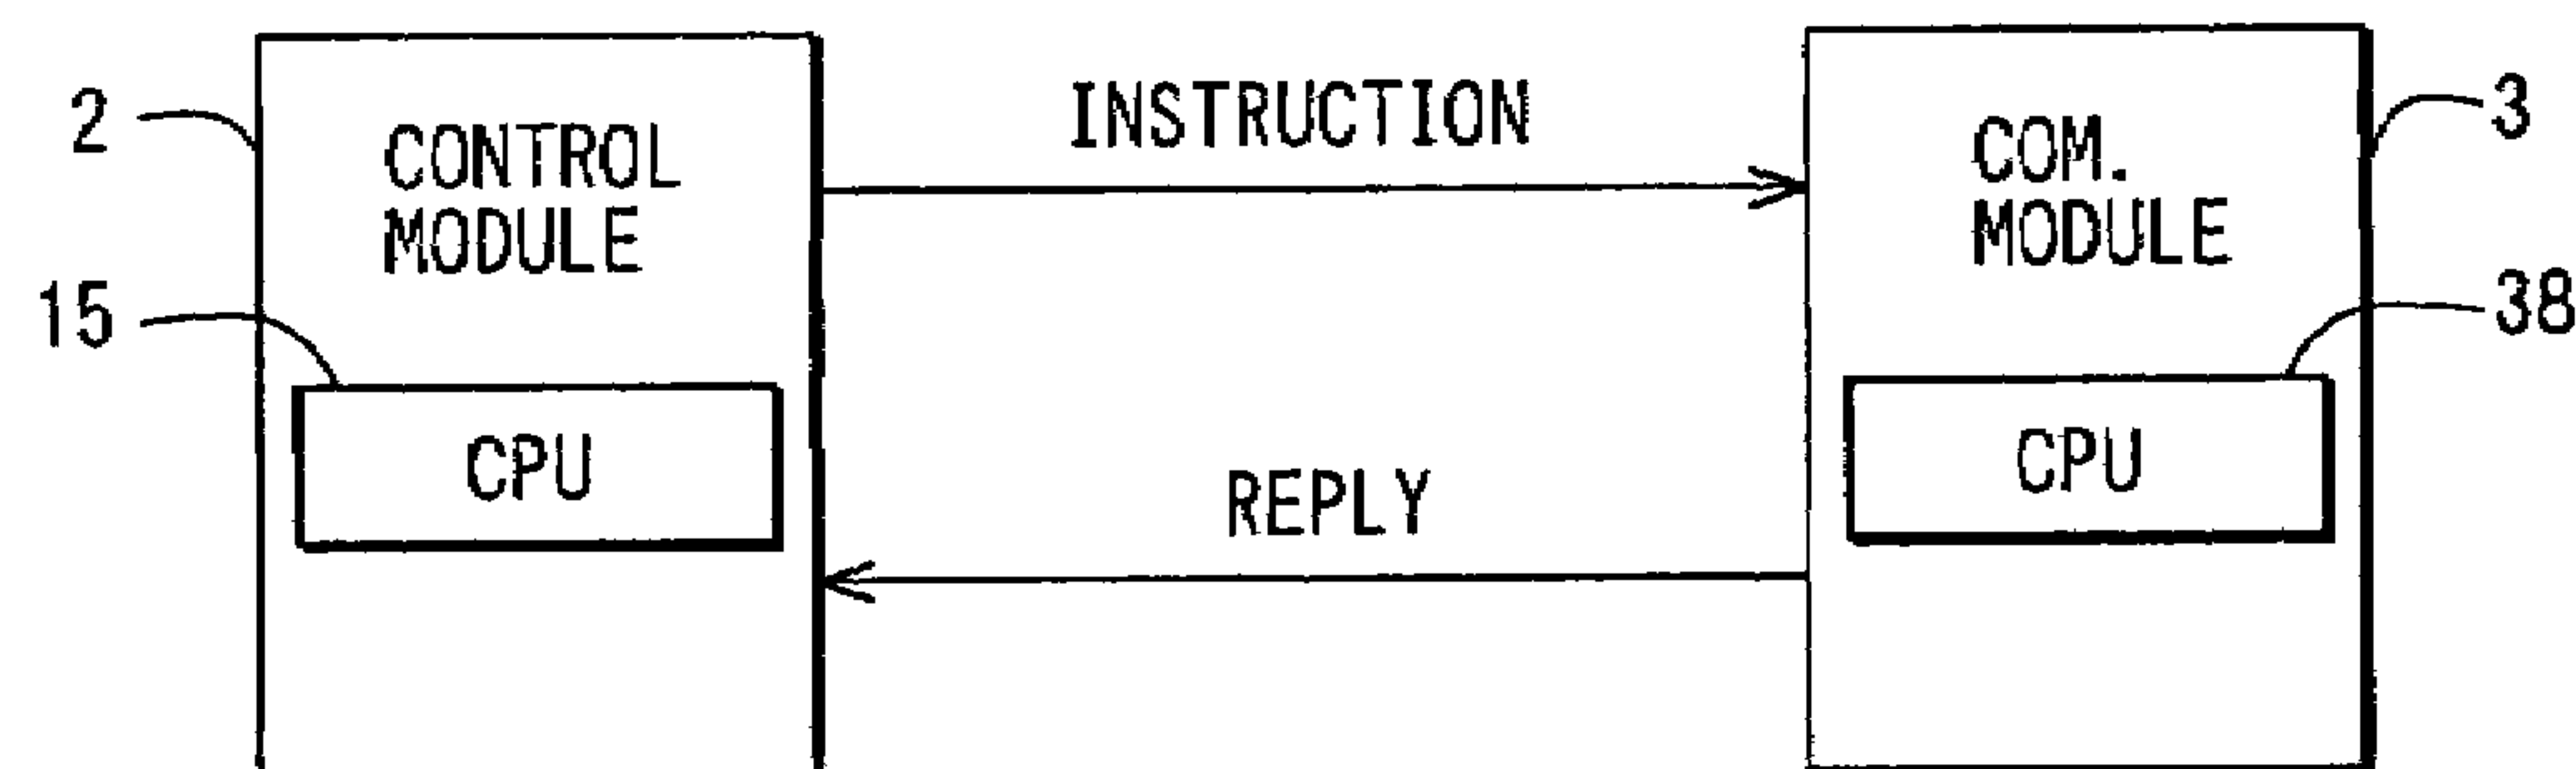 2
CONTROL
MODULE
15
CPU
INSTRUCTION
REPLY
COM.
MODULE
3
38
CPU